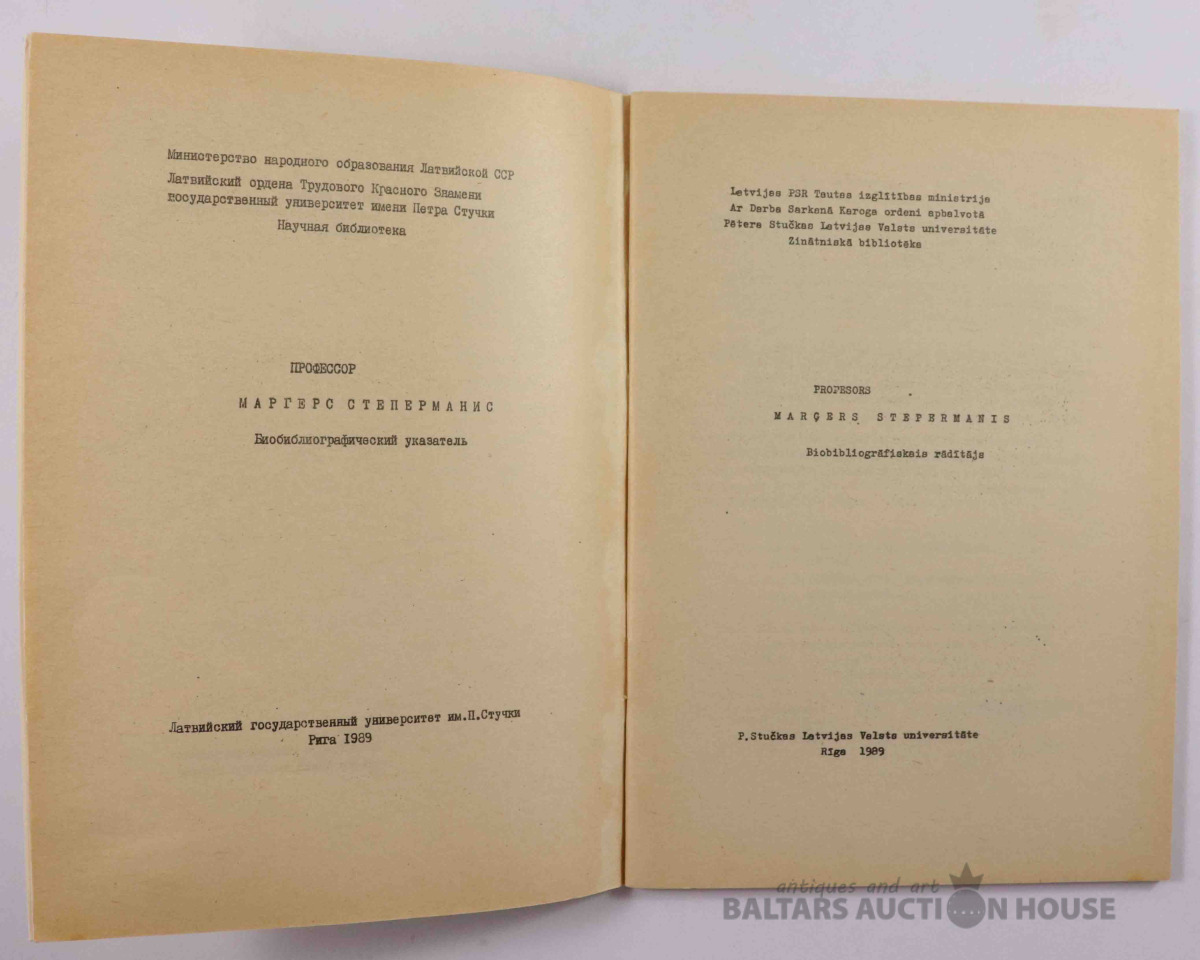 Министерство народного образования Латвийской ССР
Латвийский ордена Трудового Красного Знамени
государственный университет имени Петра Стучки
Научная библиотека
ПРОФЕССОР
МАРГЕРС СТЕПЕРМАНИС
Биобиблиографический указатель
Латвийский государственный университет им.П.Стучки
Рига 1989
Latvijas PSR Tautas izglītības ministrija
Ar Darba Sarkanā Karoga ordeni apbalvotā
Pētera Stučkas Latvijas Valsts universitāte
Zinātniskā bibliotēka
PROFESORS
MARĢERS STEPERMANIS
Biobibliogrāfiskais rādītājs
P.Stučkas Latvijas Valsts universitāte
Rīga 1989
antiques and art
BALTARS AUCTION HOUSE